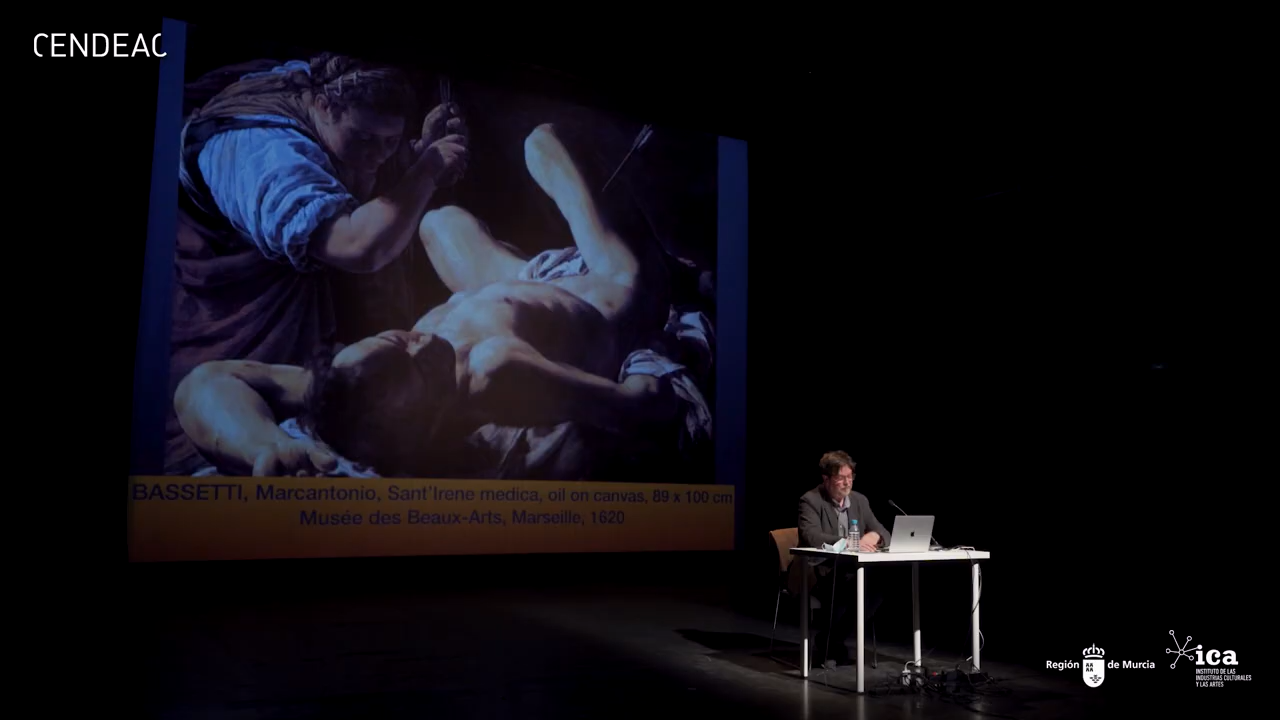 CENDEAC
BASSETTI, Marcantonio, Sant'Irene medica, oil on canvas, 89 x 100 cm
Musée des Beaux-Arts, Marseille, 1620
Región de Murcia
ica
INSTITUTO DE LAS
INDUSTRIAS CULTURALES
Y LAS ARTES